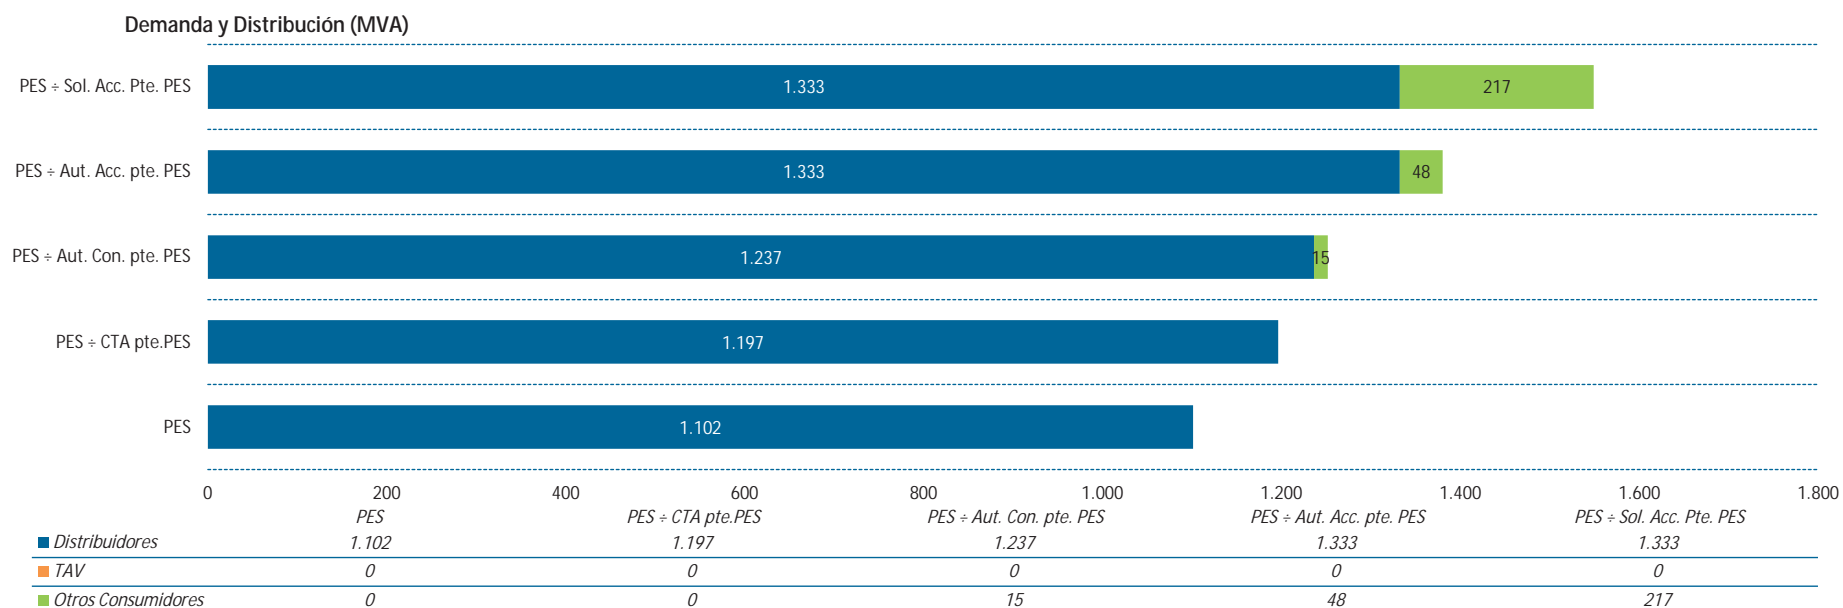 Demanda y Distribución (MVA)
PES ÷ Sol. Acc. Pte. PES 1.333 217
PES ÷ Aut. Acc. pte. PES 1.333 48
PES ÷ Aut. Con. pte. PES 1.237 15
PES ÷ CTA pte.PES 1.197
PES 1.102
0 200 400 600 800 1.000 1.200 1.400 1.600 1.800
PES PES ÷ CTA pte.PES PES ÷ Aut. Con. pte. PES PES ÷ Aut. Acc. pte. PES PES ÷ Sol. Acc. Pte. PES
Distribuidores 1.102 1.197 1.237 1.333 1.333
TAV 0 0 0 0 0
Otros Consumidores 0 0 15 48 217